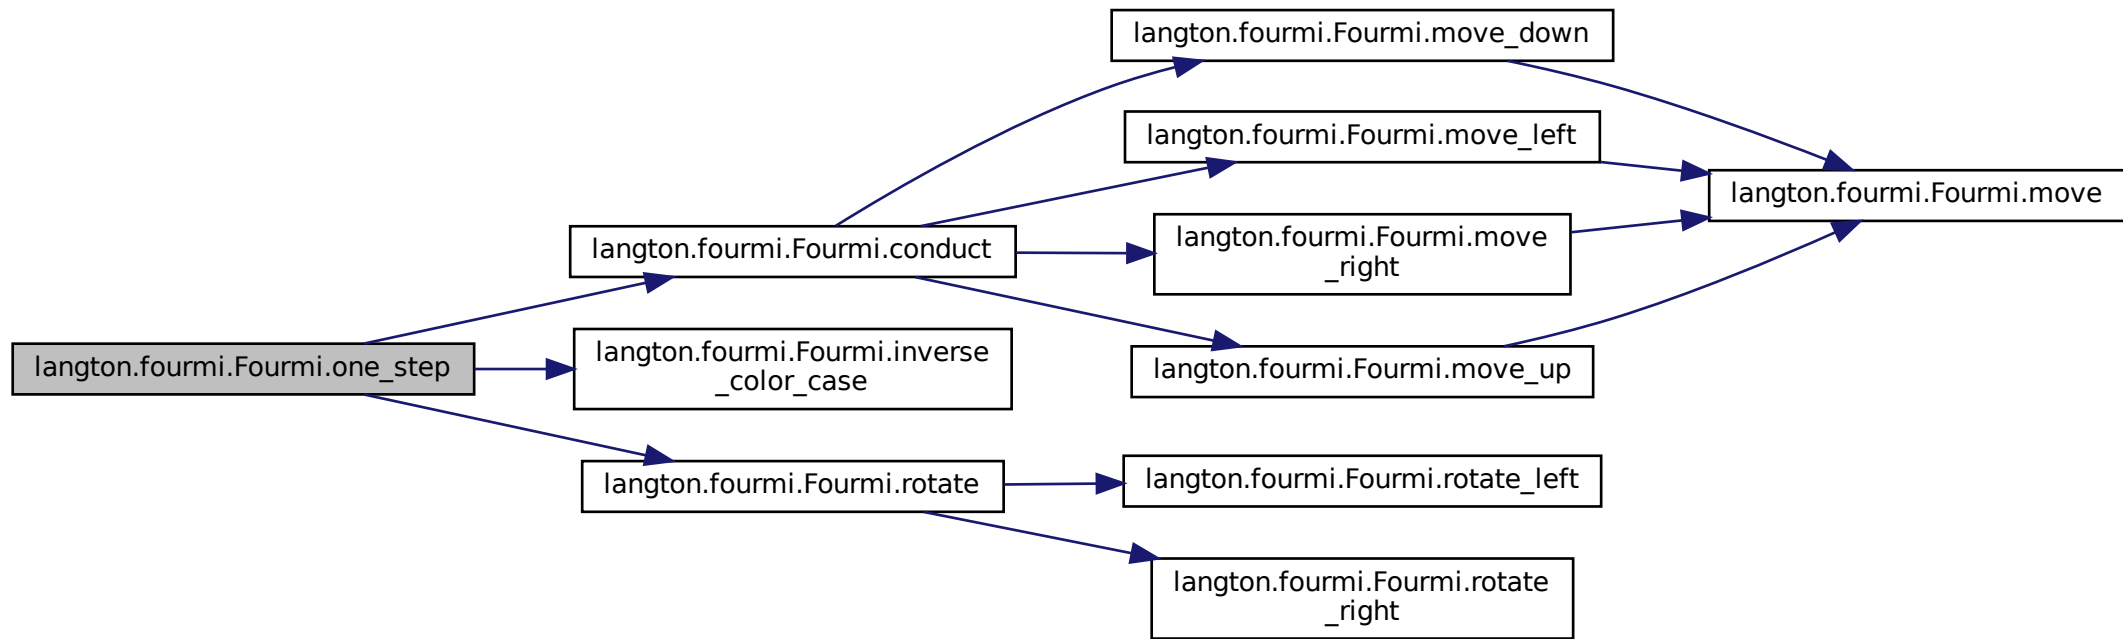 langton.fourmi.Fourmi.move_down
langton.fourmi.Fourmi.move_left
langton.fourmi.Fourmi.move
langton.fourmi.Fourmi.conduct
langton.fourmi.Fourmi.move
_right
langton.fourmi.Fourmi.one_step
langton.fourmi.Fourmi.inverse
_color_case
langton.fourmi.Fourmi.move_up
langton.fourmi.Fourmi.rotate
langton.fourmi.Fourmi.rotate_left
langton.fourmi.Fourmi.rotate
_right